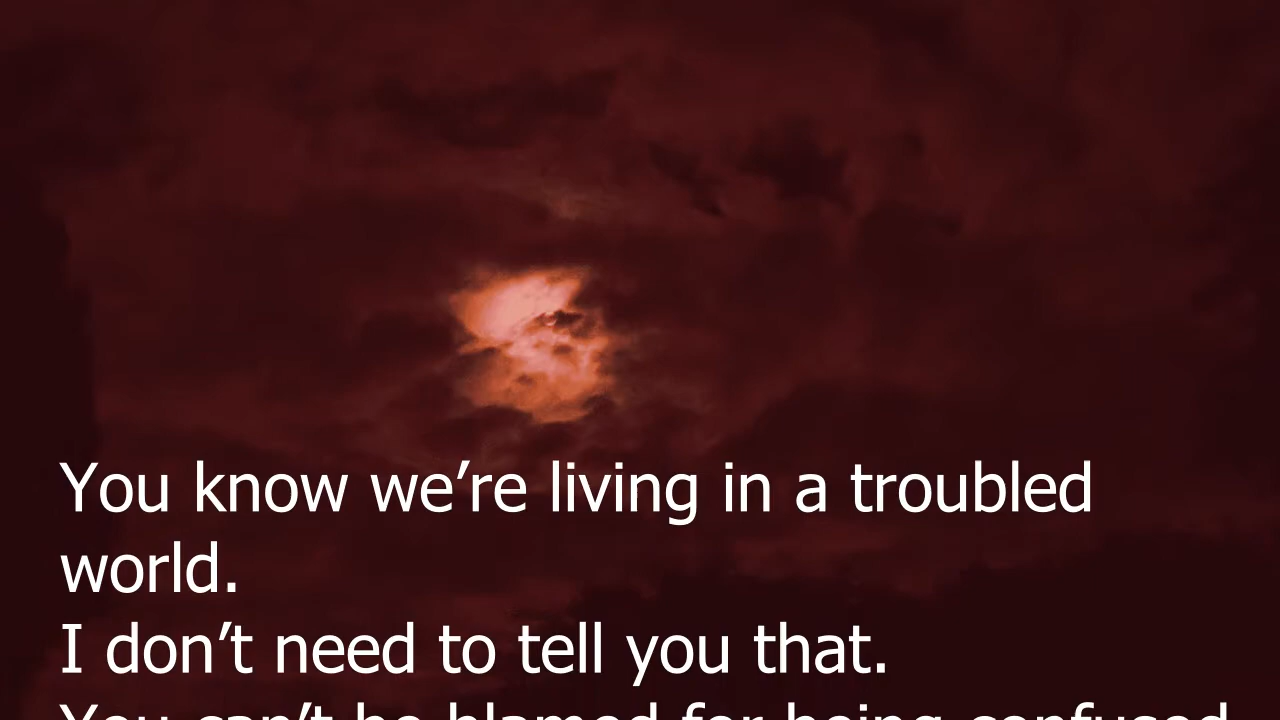 You know we’re living in a troubled
world.
I don’t need to tell you that.
You can’t be blamed for being confused